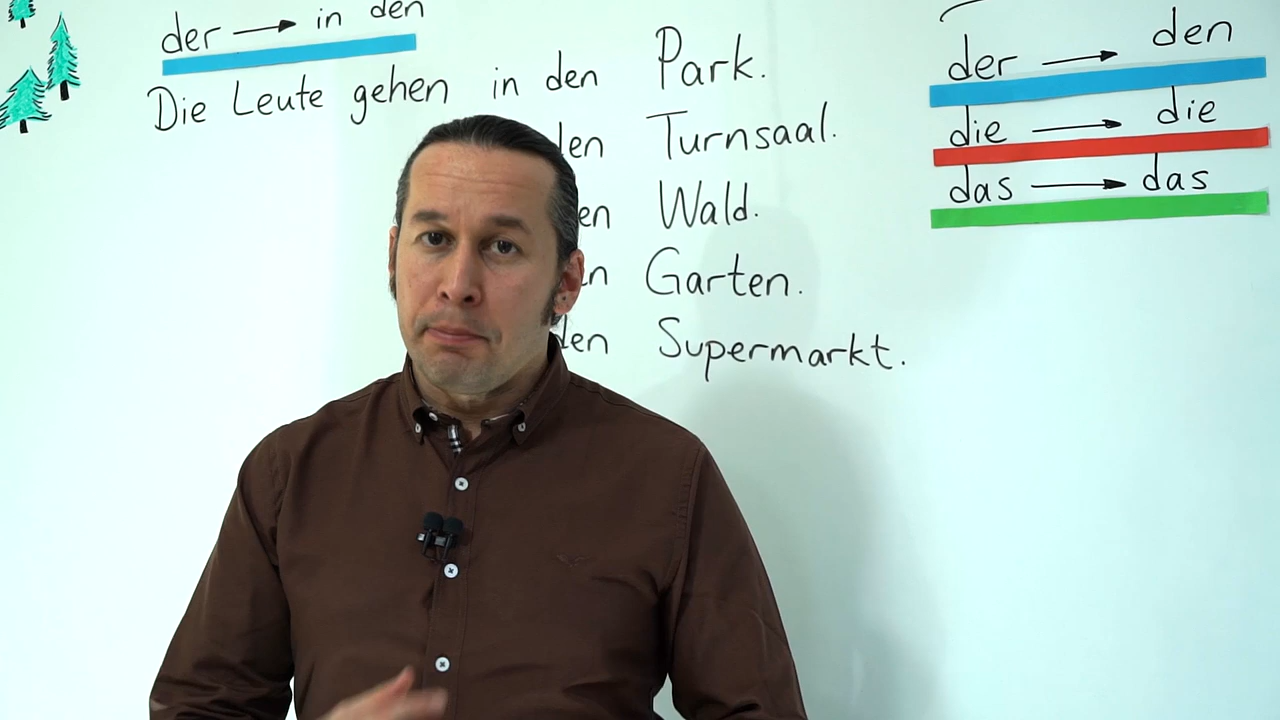 der → in den
Die Leute gehen in den Park.
den Turnsaal.
en Wald.
n Garten.
den Supermarkt.
der → den
die → die
das → das